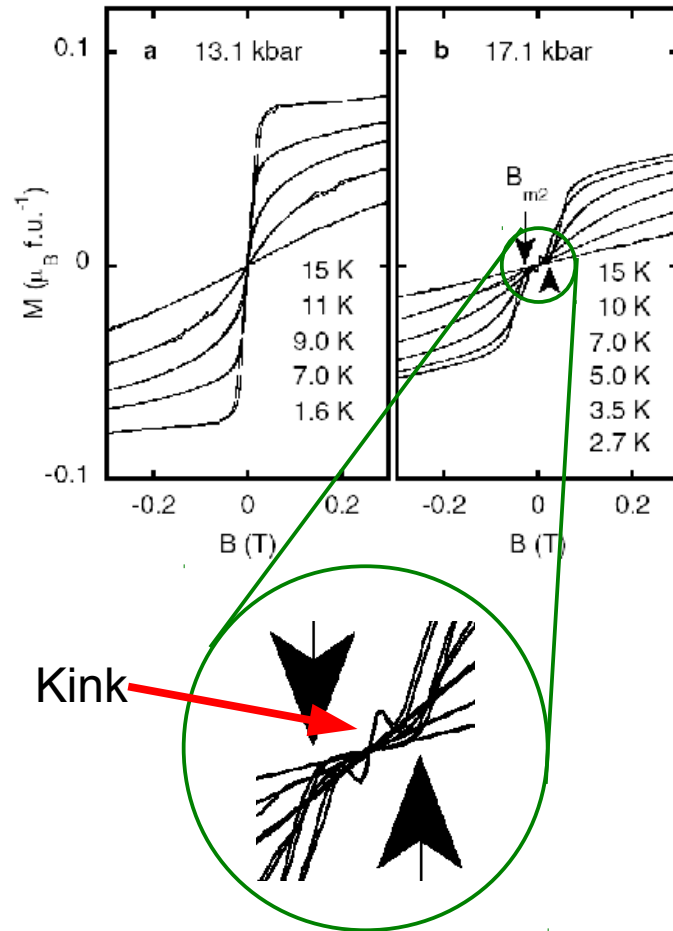 0.1
a 13.1 kbar
b 17.1 kbar
M (μB f.u.-1)
Bm2
0
15 K
11 K
9.0 K
7.0 K
1.6 K
15 K
10 K
7.0 K
5.0 K
3.5 K
2.7 K
-0.1
-0.2 0 0.2
-0.2 0 0.2
B (T)
B (T)
Kink